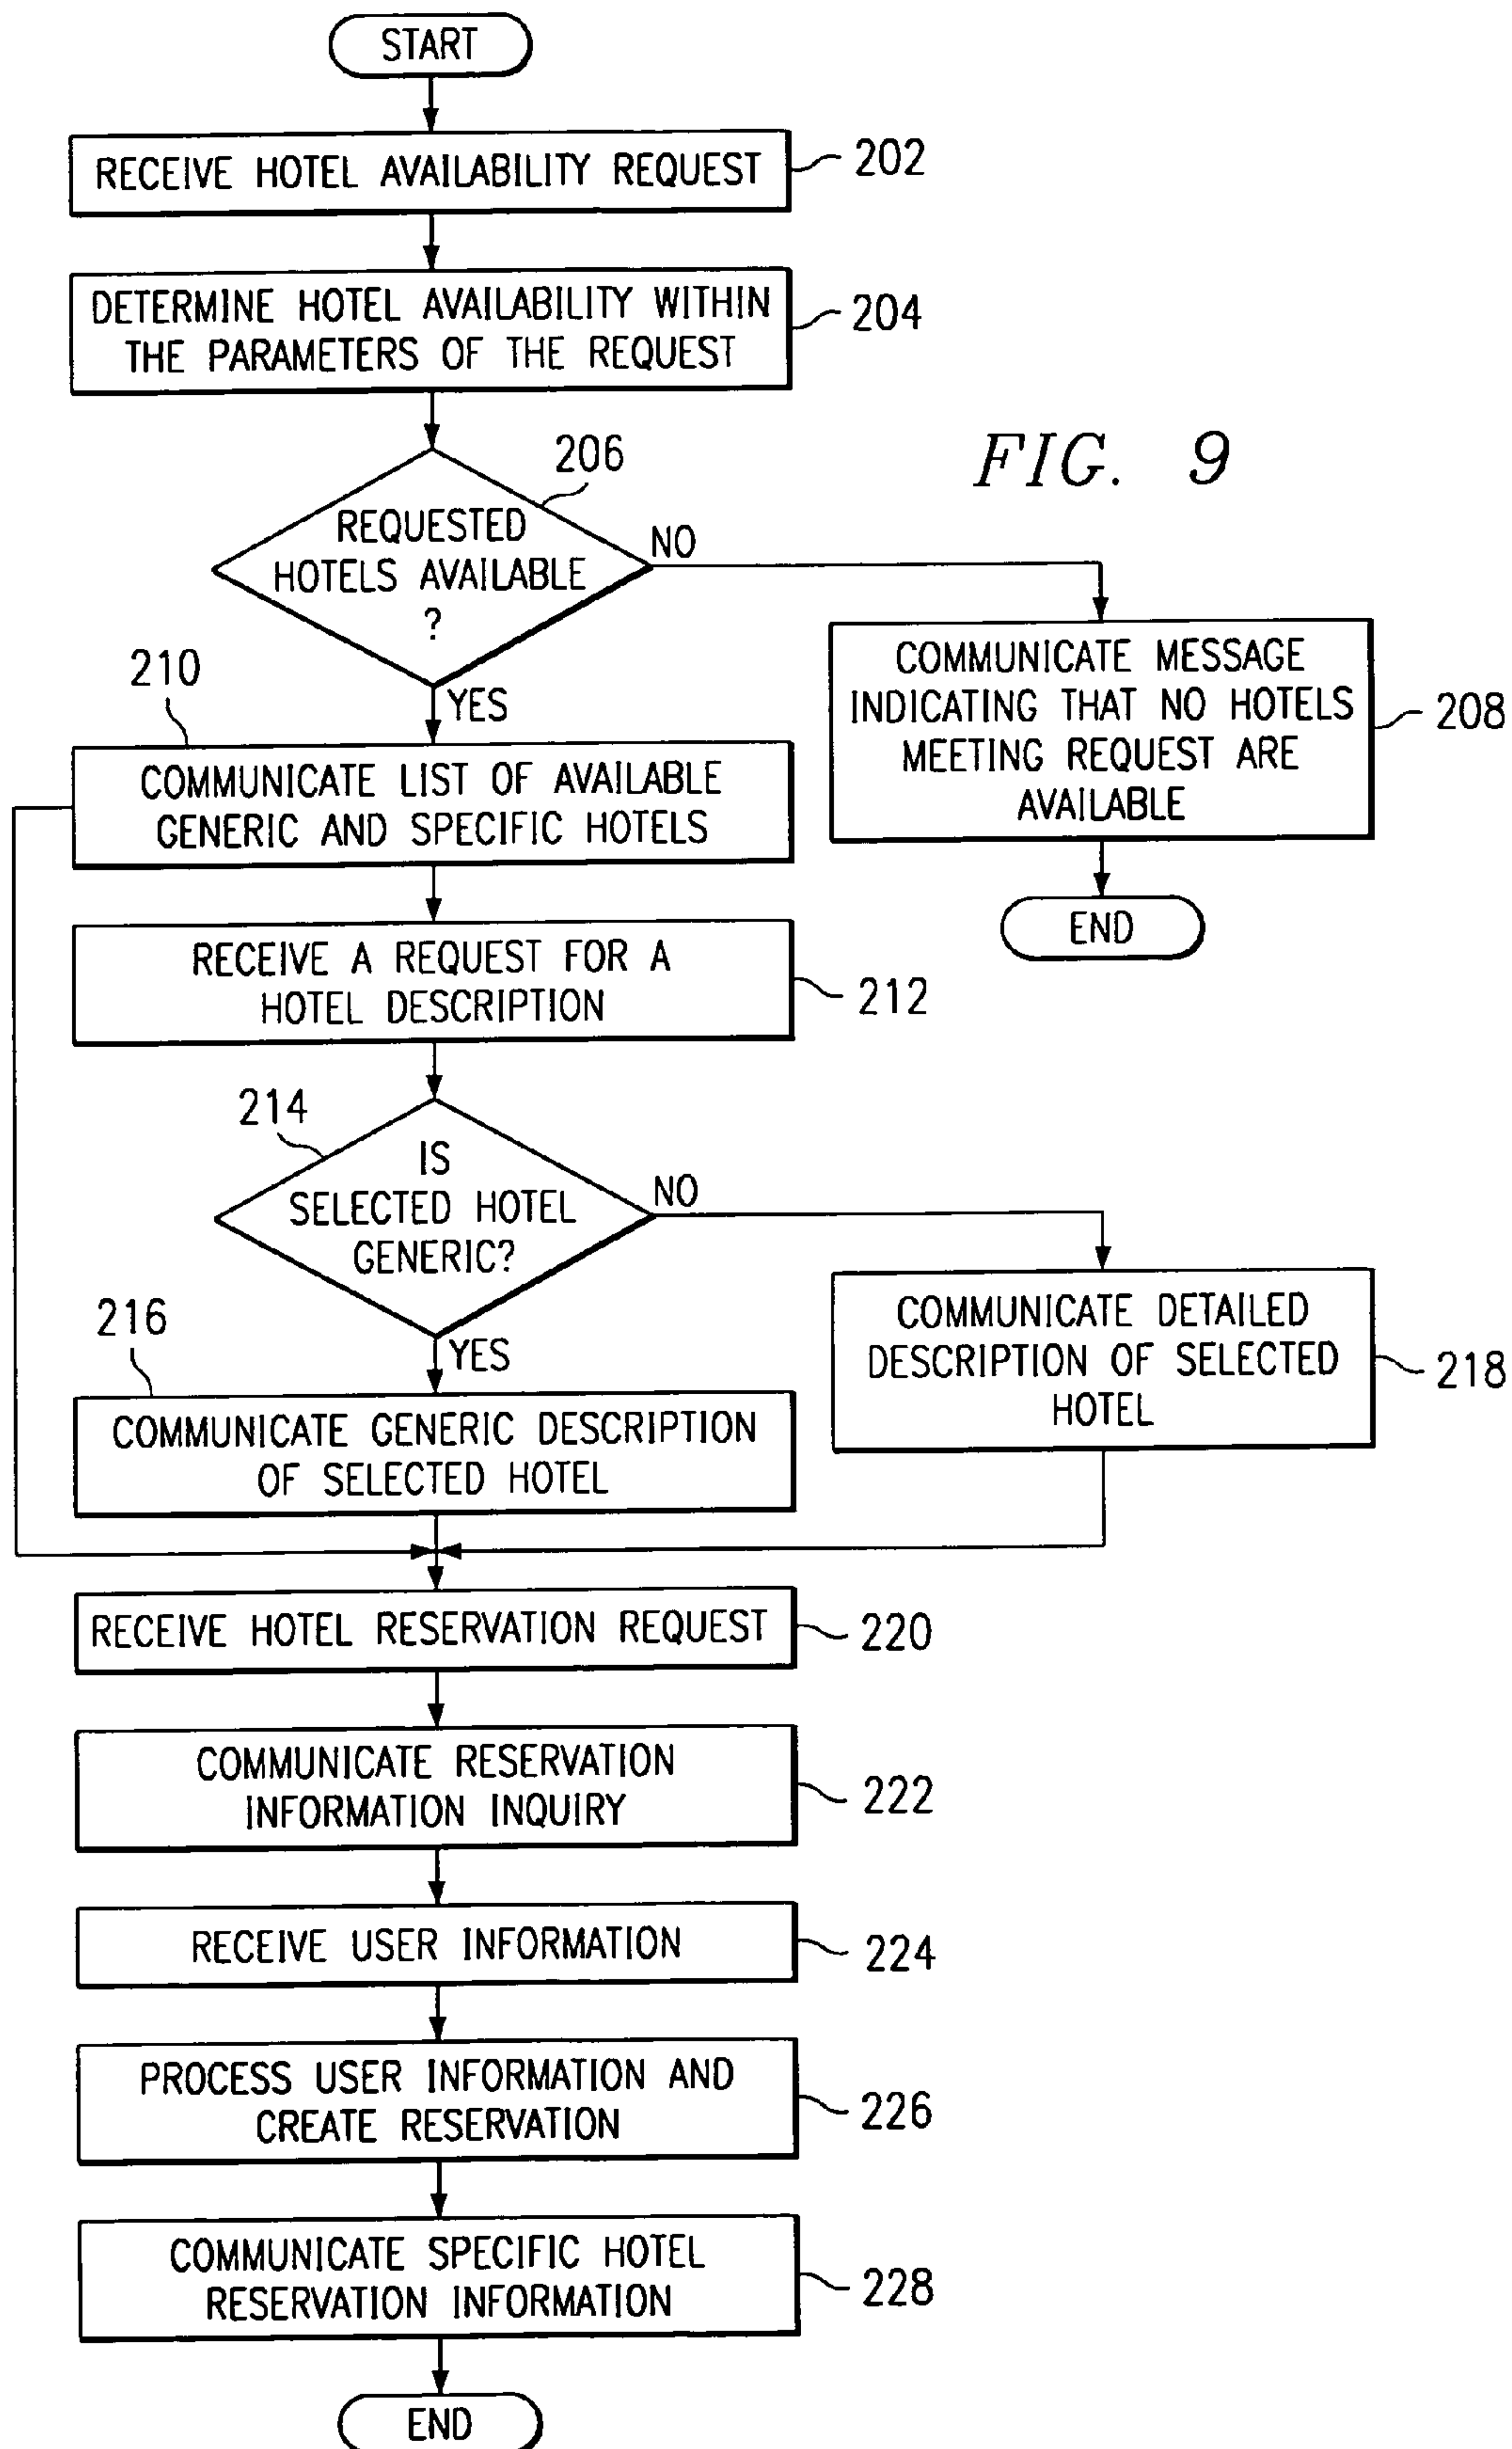 START
RECEIVE HOTEL AVAILABILITY REQUEST
202
DETERMINE HOTEL AVAILABILITY WITHIN
THE PARAMETERS OF THE REQUEST
204
FIG. 9
206
REQUESTED
HOTELS AVAILABLE
?
NO
YES
COMMUNICATE MESSAGE
INDICATING THAT NO HOTELS
MEETING REQUEST ARE
AVAILABLE
208
END
210
COMMUNICATE LIST OF AVAILABLE
GENERIC AND SPECIFIC HOTELS
RECEIVE A REQUEST FOR A
HOTEL DESCRIPTION
212
214
IS
SELECTED HOTEL
GENERIC?
NO
YES
COMMUNICATE DETAILED
DESCRIPTION OF SELECTED
HOTEL
218
216
COMMUNICATE GENERIC DESCRIPTION
OF SELECTED HOTEL
RECEIVE HOTEL RESERVATION REQUEST
220
COMMUNICATE RESERVATION
INFORMATION INQUIRY
222
RECEIVE USER INFORMATION
224
PROCESS USER INFORMATION AND
CREATE RESERVATION
226
COMMUNICATE SPECIFIC HOTEL
RESERVATION INFORMATION
228
END